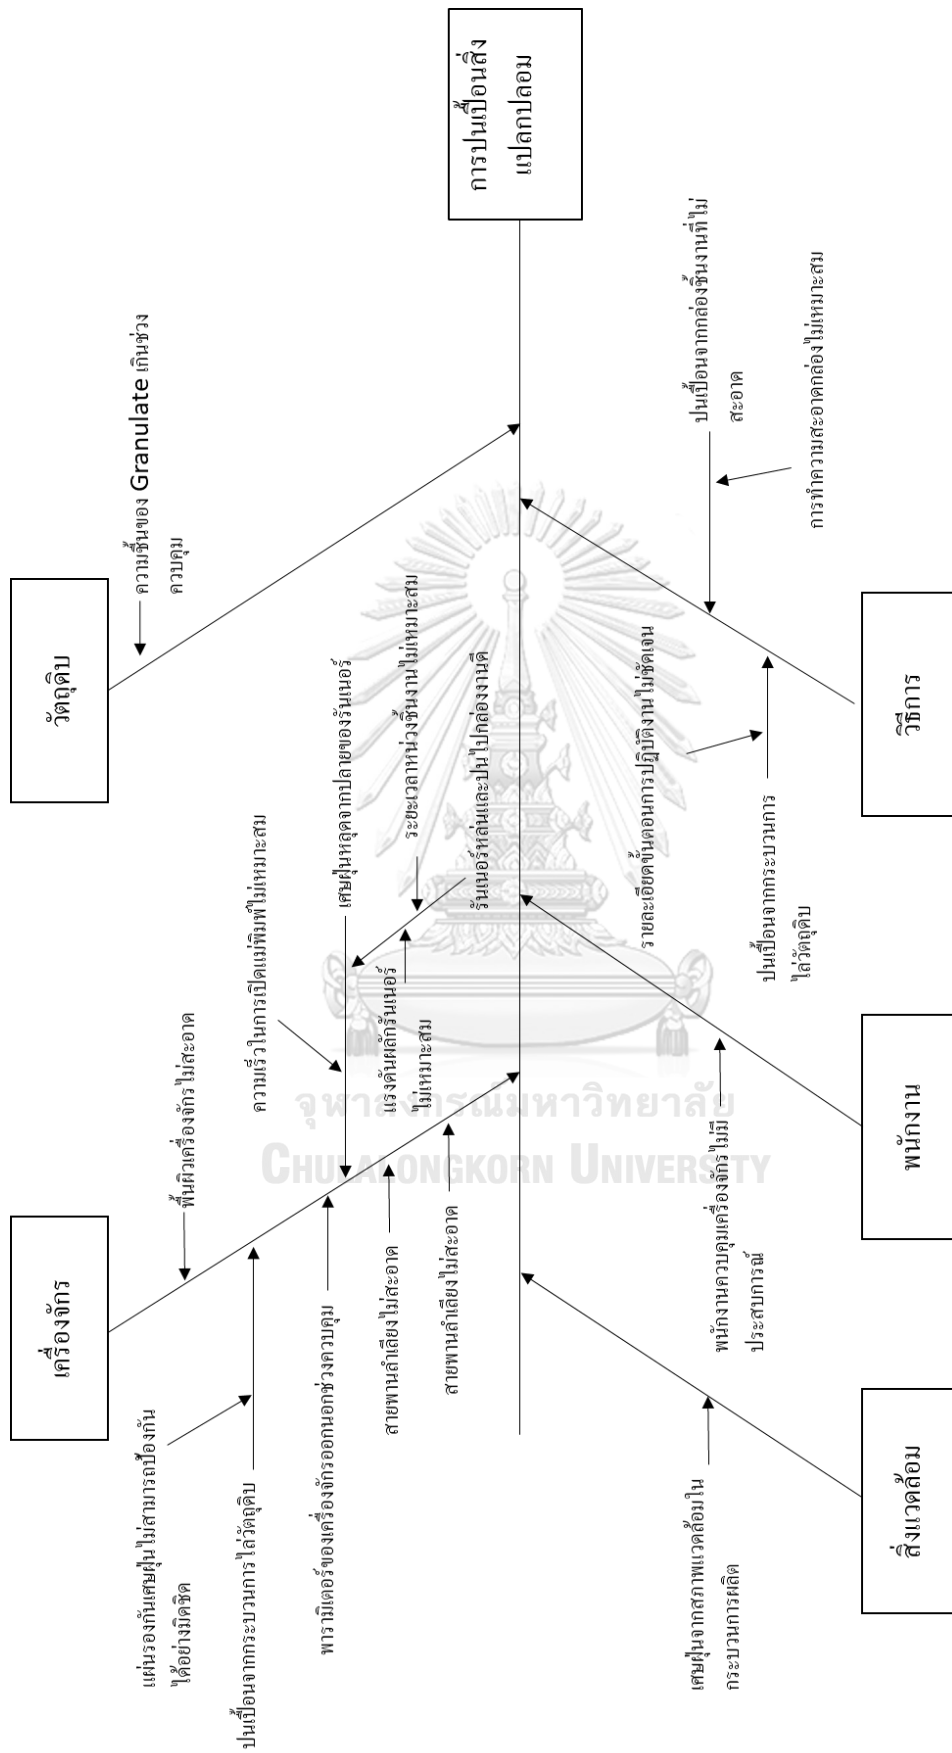 เครื่องจักร
วัตถุดิบ
แผ่นรองกันเศษฝุ่นไม่สามารถป้องกัน
ได้อย่างมิดชิด
พื้นผิวเครื่องจักรไม่สะอาด
ความชื้นของ Granulate เกินช่วง
ควบคุม
ปนเปื้อนจากกระบวนการใส่วัตถุดิบ
ความเร็วในการเปิดแม่พิมพ์ไม่เหมาะสม
พารามิเตอร์ของเครื่องจักรออกนอกช่วงควบคุม
เศษฝุ่นหลุดจากปลายของรันเนอร์
สายพานลำเลียงไม่สะอาด
แรงดันผลักรันเนอร์
ไม่เหมาะสม
ระยะเวลาหน่วงชิ้นงานไม่เหมาะสม
สายพานลำเลียงไม่สะอาด
รันเนอร์หล่นและปนไปกล่องงานดี
การปนเปื้อนสิ่ง
แปลกปลอม
เศษฝุ่นจากสภาพแวดล้อมใน
กระบวนการผลิต
พนักงานควบคุมเครื่องจักรไม่มี
ประสบการณ์
รายละเอียดขั้นตอนการปฏิบัติงานไม่ชัดเจน
ปนเปื้อนจากกระบวนการ
ใส่วัตถุดิบ
ปนเปื้อนจากกล่องชิ้นงานที่ไม่
สะอาด
การทำความสะอาดกล่องไม่เหมาะสม
สิ่งแวดล้อม
พนักงาน
วิธีการ
จุฬาลงกรณ์มหาวิทยาลัย
CHULALONGKORN UNIVERSITY